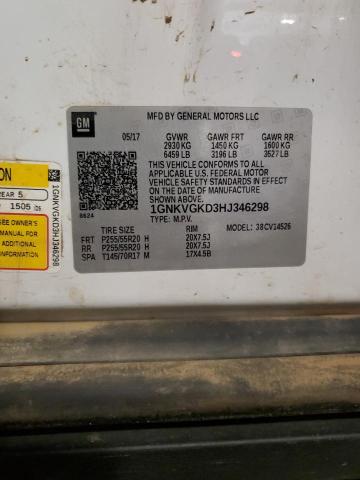 GM
MFD BY GENERAL MOTORS LLC
05/17 GVWR GAWR FRT GAWR RR
2930 KG 1450 KG 1600 KG
6459 LB 3196 LB 3527 LB
THIS VEHICLE CONFORMS TO ALL
APPLICABLE U.S. FEDERAL MOTOR
VEHICLE SAFETY STANDARDS IN EFFECT
ON THE DATE OF MANUFACTURE SHOWN ABOVE.
1GNKVGKD3HJ346298
8624
TYPE: M.P.V. MODEL: 38CV14526
TIRE SIZE RIM
FRT P255/55R20 H 20X7.5J
RR P255/55R20 H 20X7.5J
SPA T145/70R17 M 17X4.5B
ON
REAR 5
1505 LBS
SEE OWNER'S
MANUAL FOR
ADDITIONAL
INFORMATION
1GNKVGKD3HJ346298